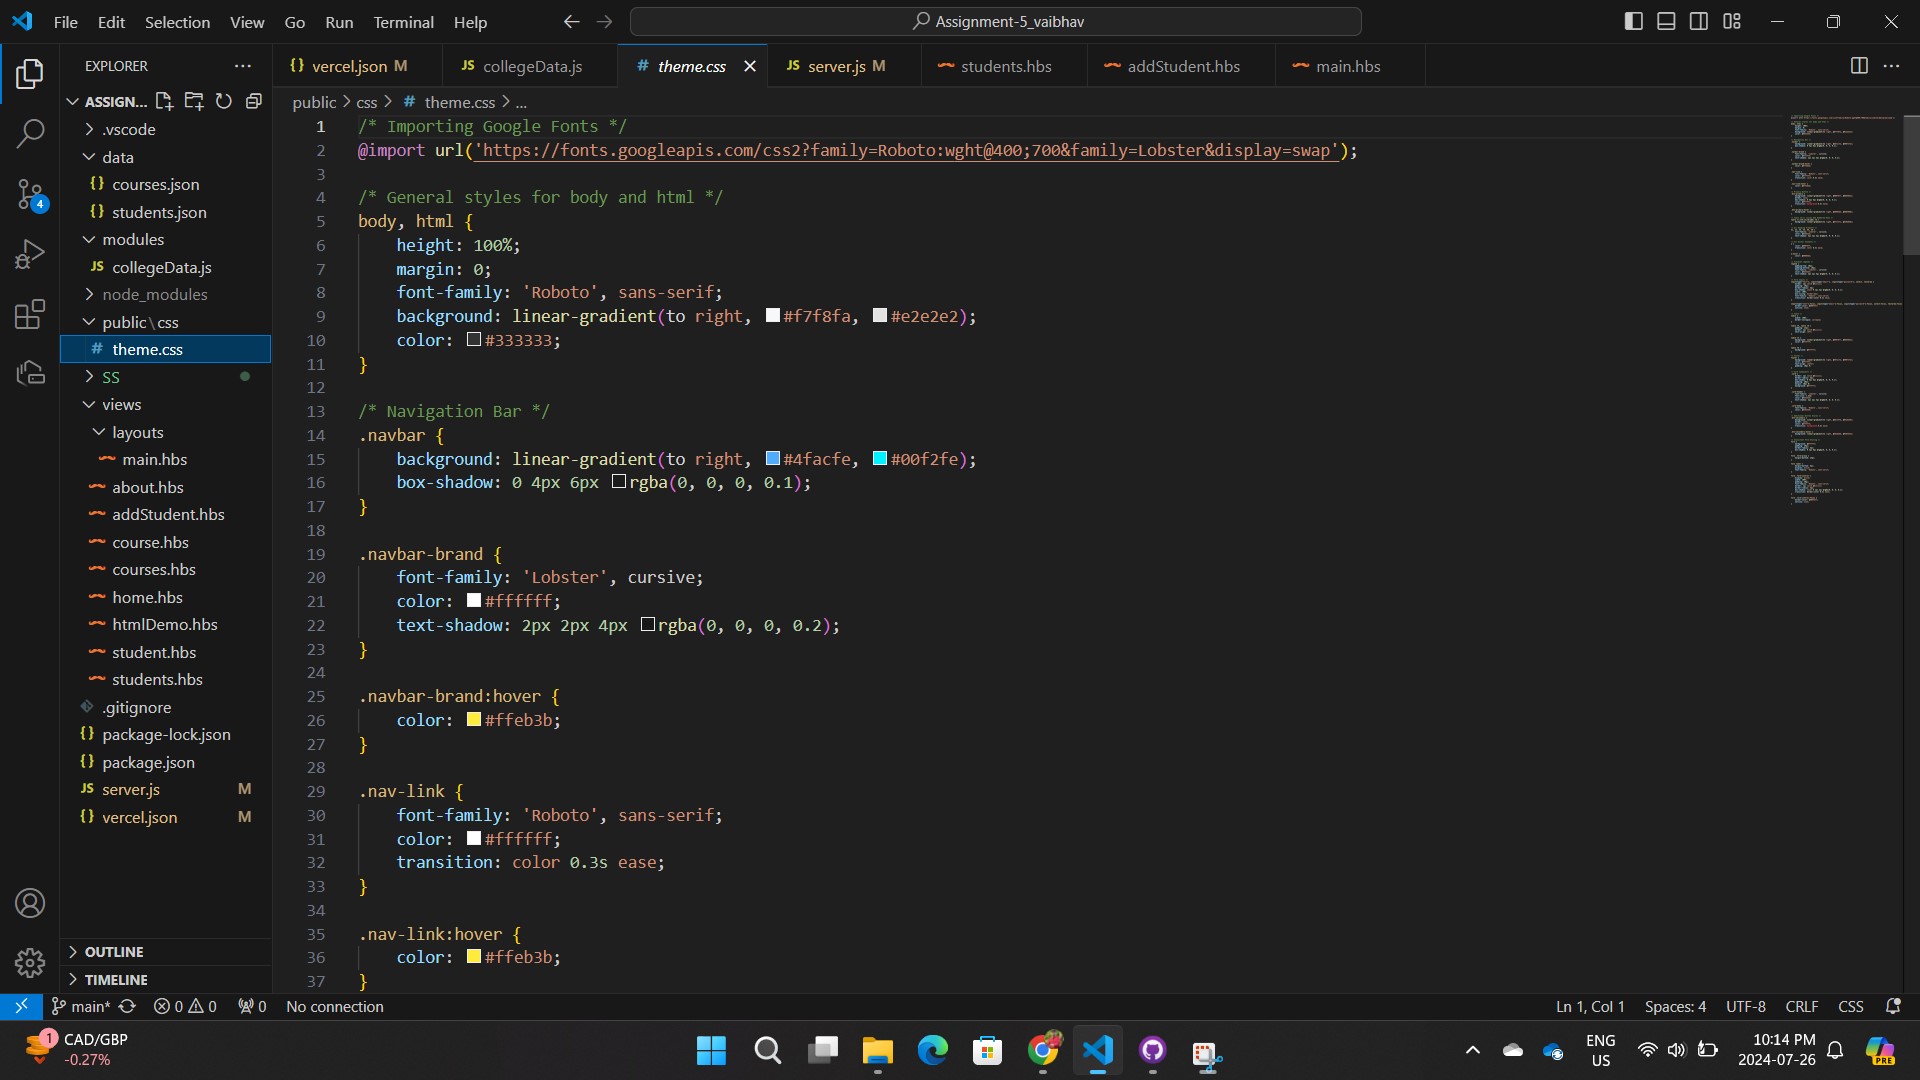 File Edit Selection View Go Run Terminal Help
Assignment-5_vaibhav
EXPLORER
ASSIGN...
.vscode
data
courses.json
students.json
modules
JS collegeData.js
node_modules
public\css
# theme.css
SS
views
layouts
main.hbs
about.hbs
addStudent.hbs
course.hbs
courses.hbs
home.hbs
htmlDemo.hbs
student.hbs
students.hbs
.gitignore
{} package-lock.json
{} package.json
JS server.js M
{} vercel.json M
OUTLINE
TIMELINE
{} vercel.json M
JS collegeData.js
# theme.css
JS server.js M
students.hbs
addStudent.hbs
main.hbs
public > css > # theme.css > ...
1 /* Importing Google Fonts */
2 @import url('https://fonts.googleapis.com/css2?family=Roboto:wght@400;700&family=Lobster&display=swap');
3
4 /* General styles for body and html */
5 body, html {
6 height: 100%;
7 margin: 0;
8 font-family: 'Roboto', sans-serif;
9 background: linear-gradient(to right, #f7f8fa, #e2e2e2);
10 color: #333333;
11 }
12
13 /* Navigation Bar */
14 .navbar {
15 background: linear-gradient(to right, #4facfe, #00f2fe);
16 box-shadow: 0 4px 6px rgba(0, 0, 0, 0.1);
17 }
18
19 .navbar-brand {
20 font-family: 'Lobster', cursive;
21 color: #ffffff;
22 text-shadow: 2px 2px 4px rgba(0, 0, 0, 0.2);
23 }
24
25 .navbar-brand:hover {
26 color: #ffeb3b;
27 }
28
29 .nav-link {
30 font-family: 'Roboto', sans-serif;
31 color: #ffffff;
32 transition: color 0.3s ease;
33 }
34
35 .nav-link:hover {
36 color: #ffeb3b;
37 }
4
main* 0 0 0 No connection
Ln 1, Col 1 Spaces: 4 UTF-8 CRLF CSS
1
CAD/GBP
-0.27%
ENG
US
10:14 PM
2024-07-26
PRE